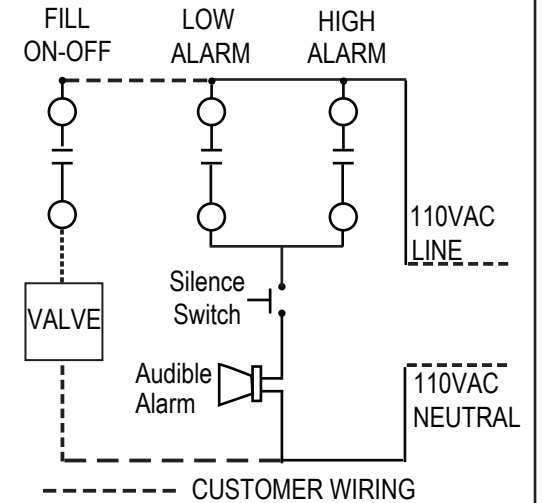 FILL
ON-OFF
LOW
ALARM
HIGH
ALARM
110VAC
LINE
Silence
Switch
VALVE
Audible
Alarm
110VAC
NEUTRAL
CUSTOMER WIRING